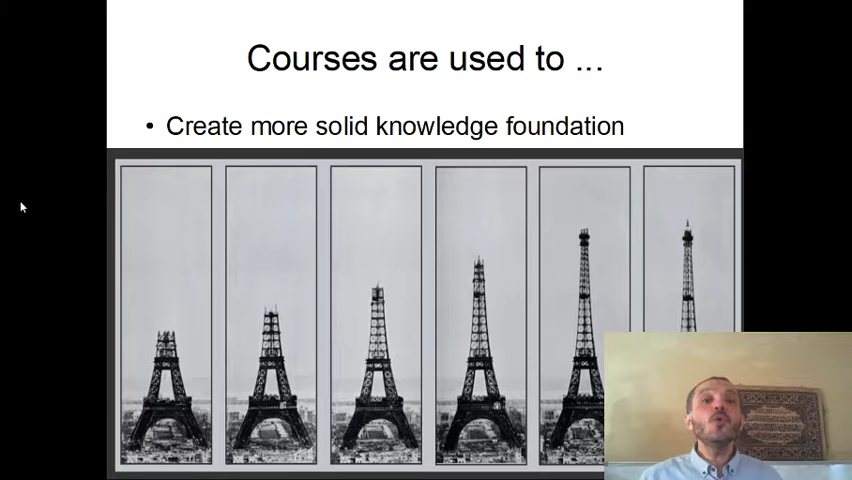 Courses are used to ...
• Create more solid knowledge foundation